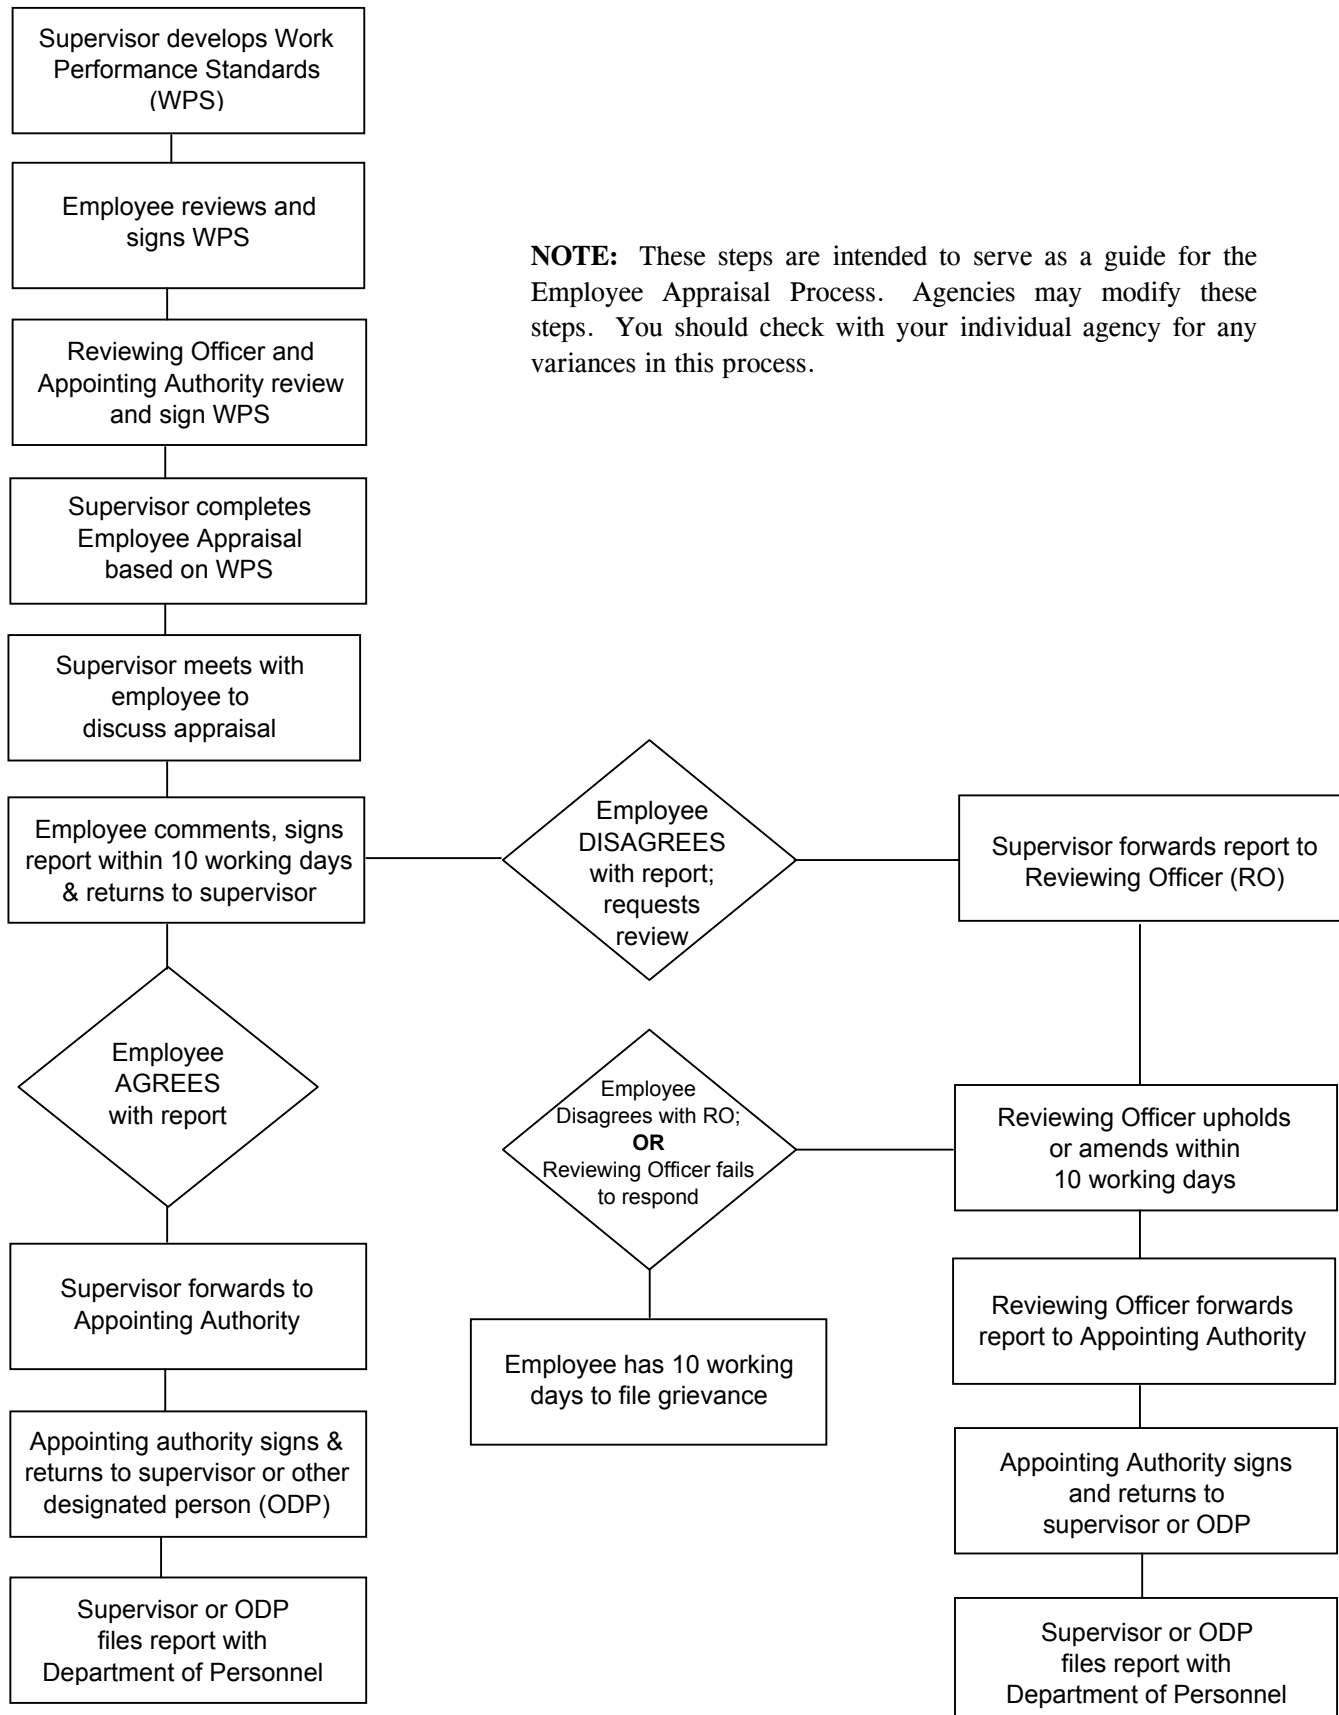 Supervisor develops Work
Performance Standards
(WPS)
Employee reviews and
signs WPS
NOTE: These steps are intended to serve as a guide for the
Employee Appraisal Process. Agencies may modify these
steps. You should check with your individual agency for any
variances in this process.
Reviewing Officer and
Appointing Authority review
and sign WPS
Supervisor completes
Employee Appraisal
based on WPS
Supervisor meets with
employee to
discuss appraisal
Employee comments, signs
report within 10 working days
& returns to supervisor
Employee
DISAGREES
with report;
requests
review
Supervisor forwards report to
Reviewing Officer (RO)
Employee
AGREES
with report
Employee
Disagrees with RO;
OR
Reviewing Officer fails
to respond
Reviewing Officer upholds
or amends within
10 working days
Supervisor forwards to
Appointing Authority
Employee has 10 working
days to file grievance
Reviewing Officer forwards
report to Appointing Authority
Appointing authority signs &
returns to supervisor or other
designated person (ODP)
Appointing Authority signs
and returns to
supervisor or ODP
Supervisor or ODP
files report with
Department of Personnel
Supervisor or ODP
files report with
Department of Personnel